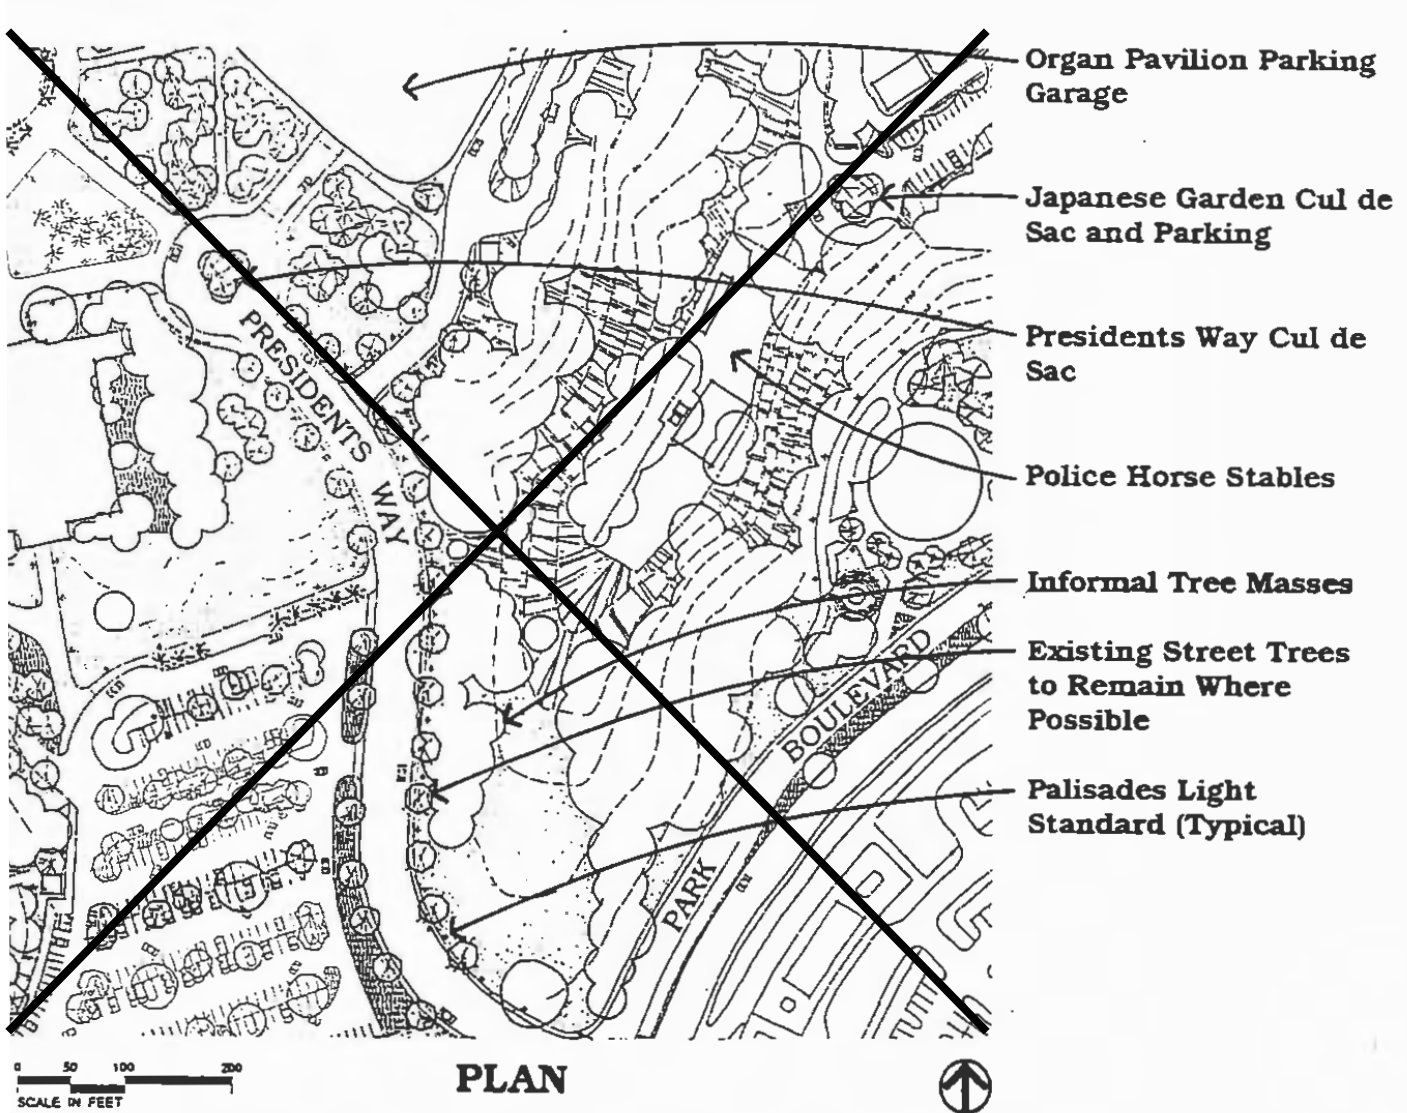 Organ Pavilion Parking
Garage
Japanese Garden Cul de
Sac and Parking
Presidents Way Cul de
Sac
Police Horse Stables
Informal Tree Masses
Existing Street Trees
to Remain Where
Possible
Palisades Light
Standard (Typical)
PRESIDENTS WAY
PARK BOULEVARD
0 50 100 200
SCALE IN FEET
PLAN